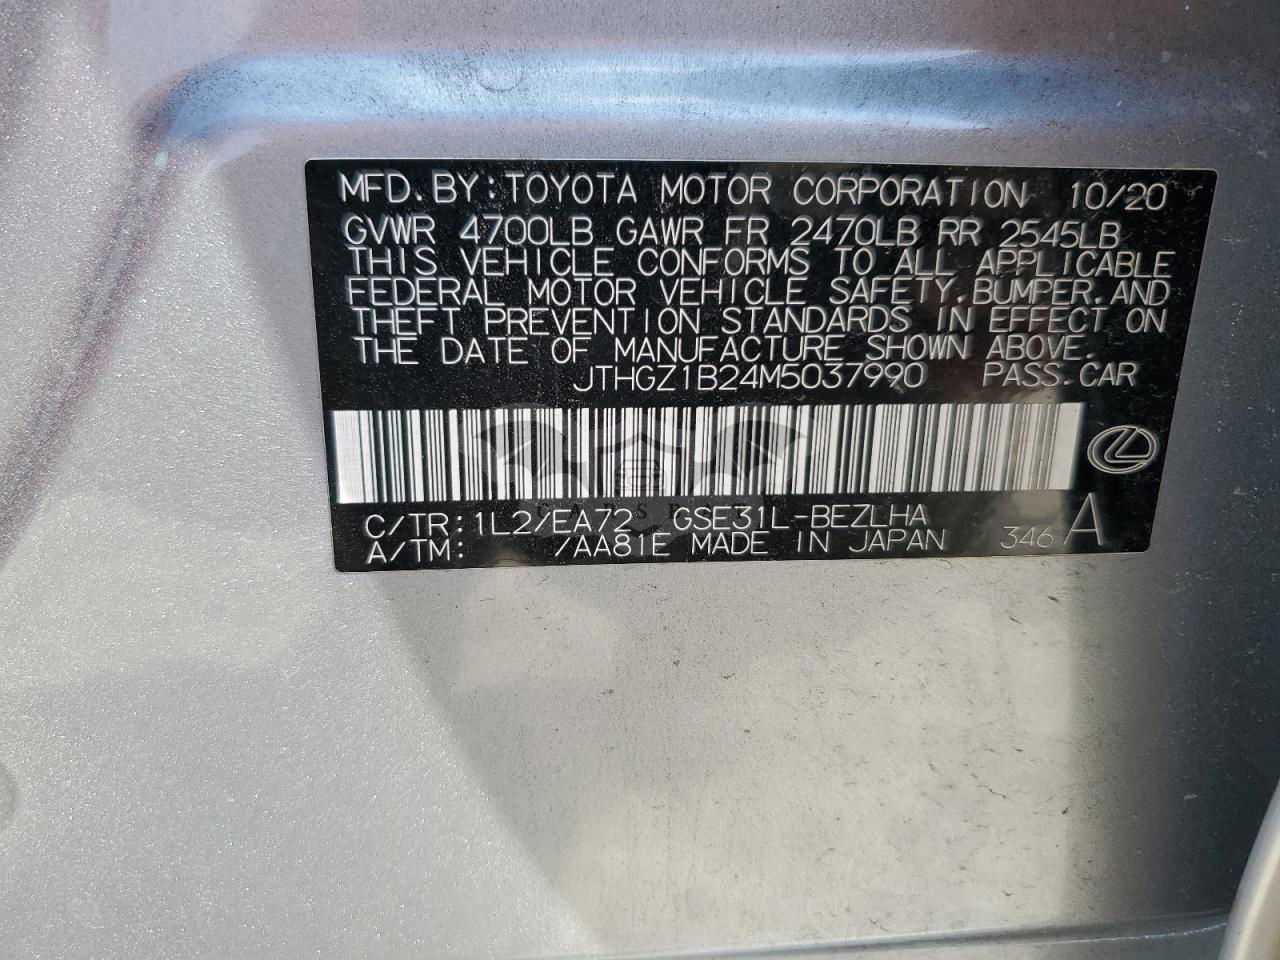 MFD. BY: TOYOTA MOTOR CORPORATION 10/20
GVWR 4700LB GAWR FR 2470LB RR 2545LB
THIS VEHICLE CONFORMS TO ALL APPLICABLE
FEDERAL MOTOR VEHICLE SAFETY, BUMPER, AND
THEFT PREVENTION STANDARDS IN EFFECT ON
THE DATE OF MANUFACTURE SHOWN ABOVE.
JTHGZ1B24M5037990 PASS. CAR
C/TR: 1L2/EA72 GSE31L-BEZLHA
A/TM: /AA81E MADE IN JAPAN 346 A